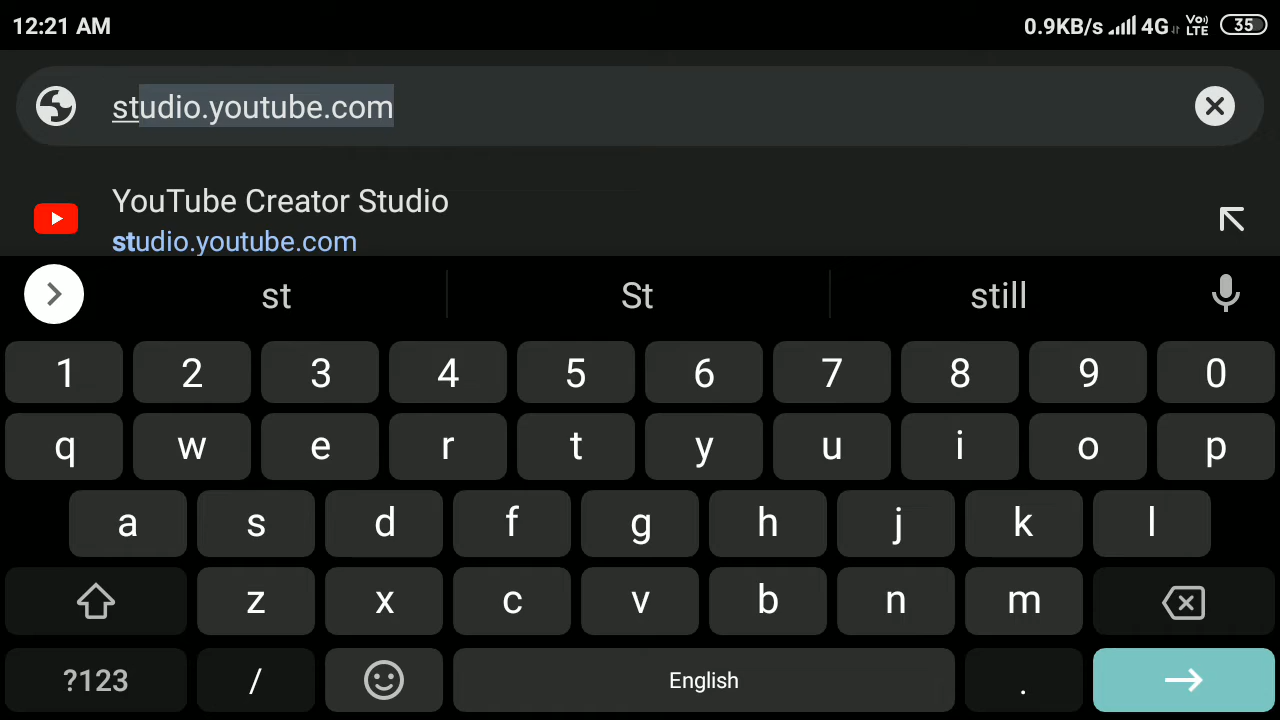 12:21 AM 0.9KB/s 4G Vo) LTE 35
studio.youtube.com
YouTube Creator Studio
studio.youtube.com
st St still
1 2 3 4 5 6 7 8 9 0
q w e r t y u i o p
a s d f g h j k l
z x c v b n m
?123 / English .